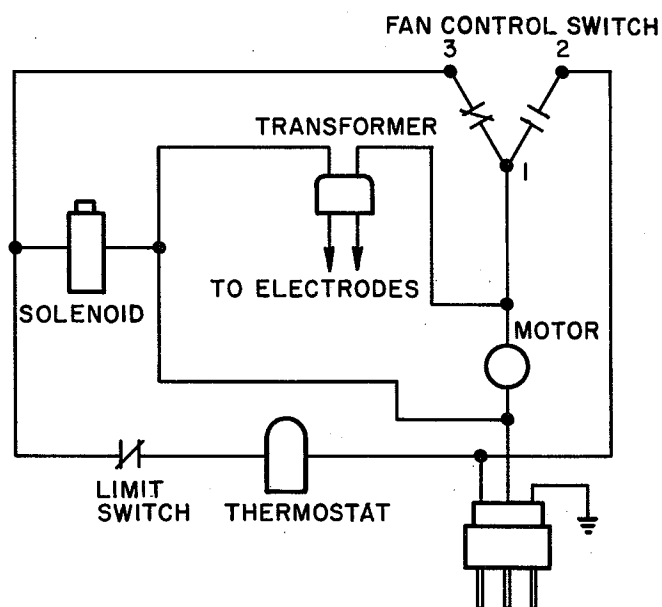 FAN CONTROL SWITCH
3 2
TRANSFORMER
1
TO ELECTRODES
SOLENOID
MOTOR
LIMIT
SWITCH
THERMOSTAT